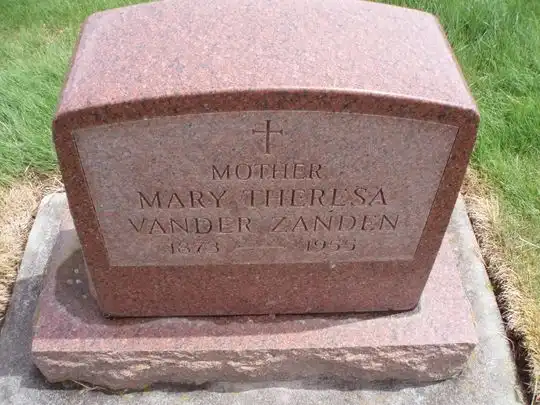 MOTHER
MARY THERESA
VANDER ZANDEN
1873 — 1955